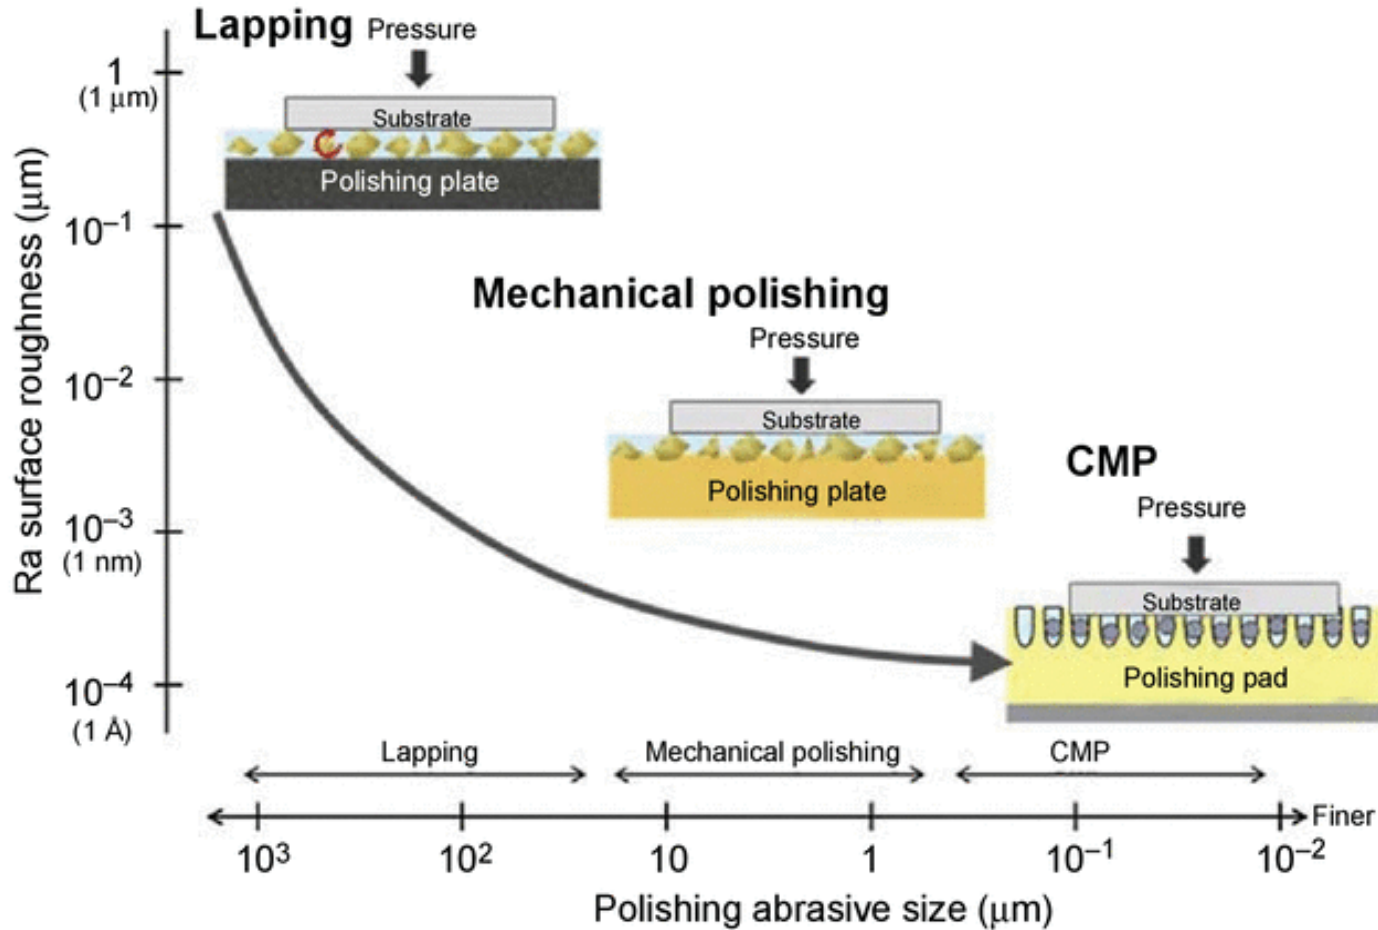 Lapping
Pressure
Substrate
Polishing plate
Mechanical polishing
Pressure
Substrate
Polishing plate
CMP
Pressure
Substrate
Polishing pad
Ra surface roughness (μm)
1
(1 μm)
10⁻¹
10⁻²
10⁻³
(1 nm)
10⁻⁴
(1 Å)
Lapping Mechanical polishing CMP
Finer
10³ 10² 10 1 10⁻¹ 10⁻²
Polishing abrasive size (μm)